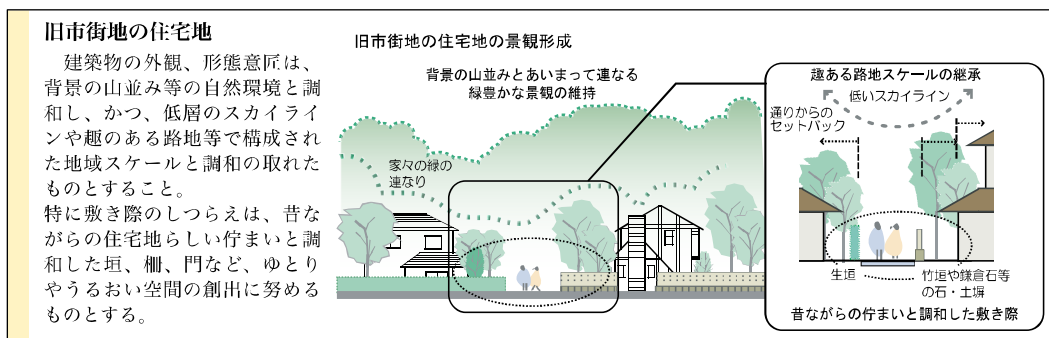 旧市街地の住宅地
建築物の外観、形態意匠は、
背景の山並み等の自然環境と調
和し、かつ、低層のスカイライ
ンや趣のある路地等で構成され
た地域スケールと調和の取れた
ものとすること。
特に敷き際のしつらえは、昔な
がらの住宅地らしい佇まいと調
和した垣、柵、門など、ゆとり
やうるおい空間の創出に努める
ものとする。
旧市街地の住宅地の景観形成
背景の山並みとあいまって連なる
緑豊かな景観の維持
家々の緑の
連なり
趣ある路地スケールの継承
低いスカイライン
通りからの
セットバック
生垣
竹垣や鎌倉石等
の石・土塀
昔ながらの佇まいと調和した敷き際